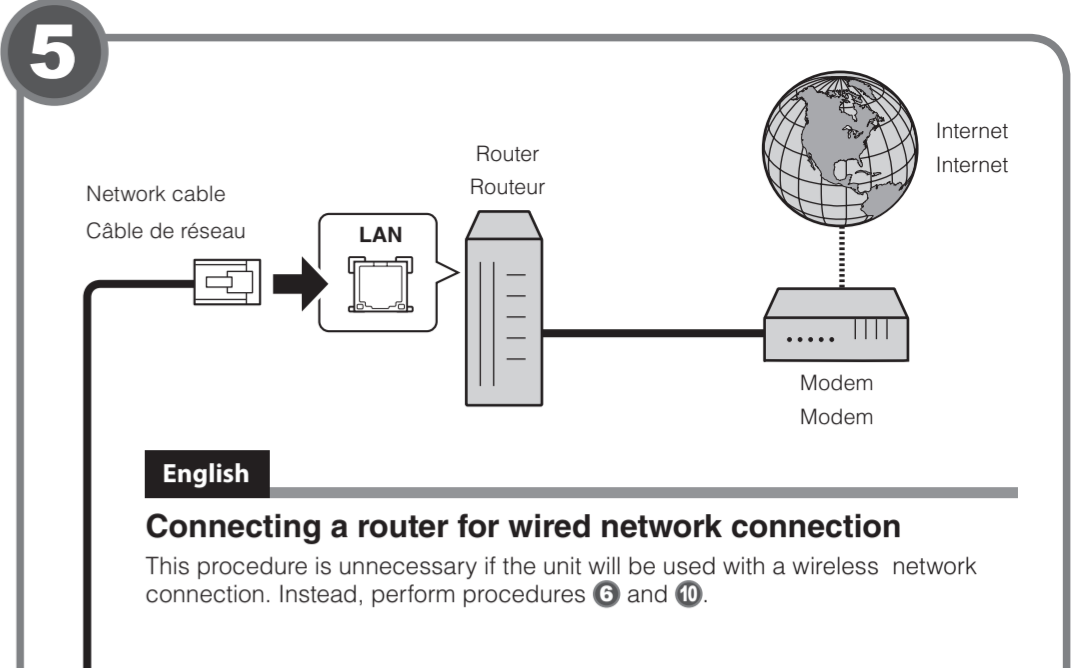 5
Internet
Internet
Router
Routeur
Network cable
Câble de réseau
LAN
Modem
Modem
English
Connecting a router for wired network connection
This procedure is unnecessary if the unit will be used with a wireless network
connection. Instead, perform procedures 6 and 10.